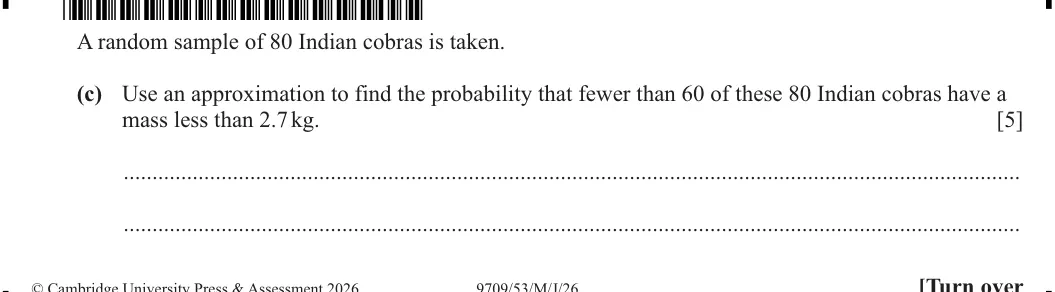 A random sample of 80 Indian cobras is taken.
(c) Use an approximation to find the probability that fewer than 60 of these 80 Indian cobras have a
mass less than 2.7 kg. [5]
................................................................................
................................................................................
© Cambridge University Press & Assessment 2026 9709/53/M/J/26 [Turn over